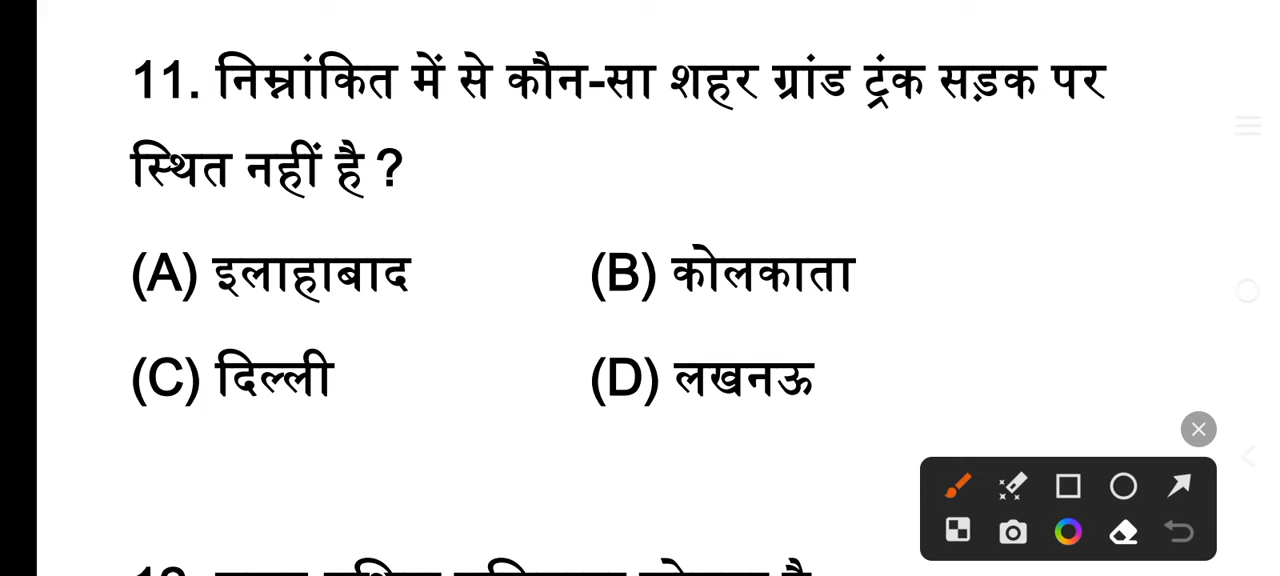 11. निम्नांकित में से कौन-सा शहर ग्रांड ट्रंक सड़क पर
स्थित नहीं है ?
(A) इलाहाबाद (B) कोलकाता
(C) दिल्ली (D) लखनऊ